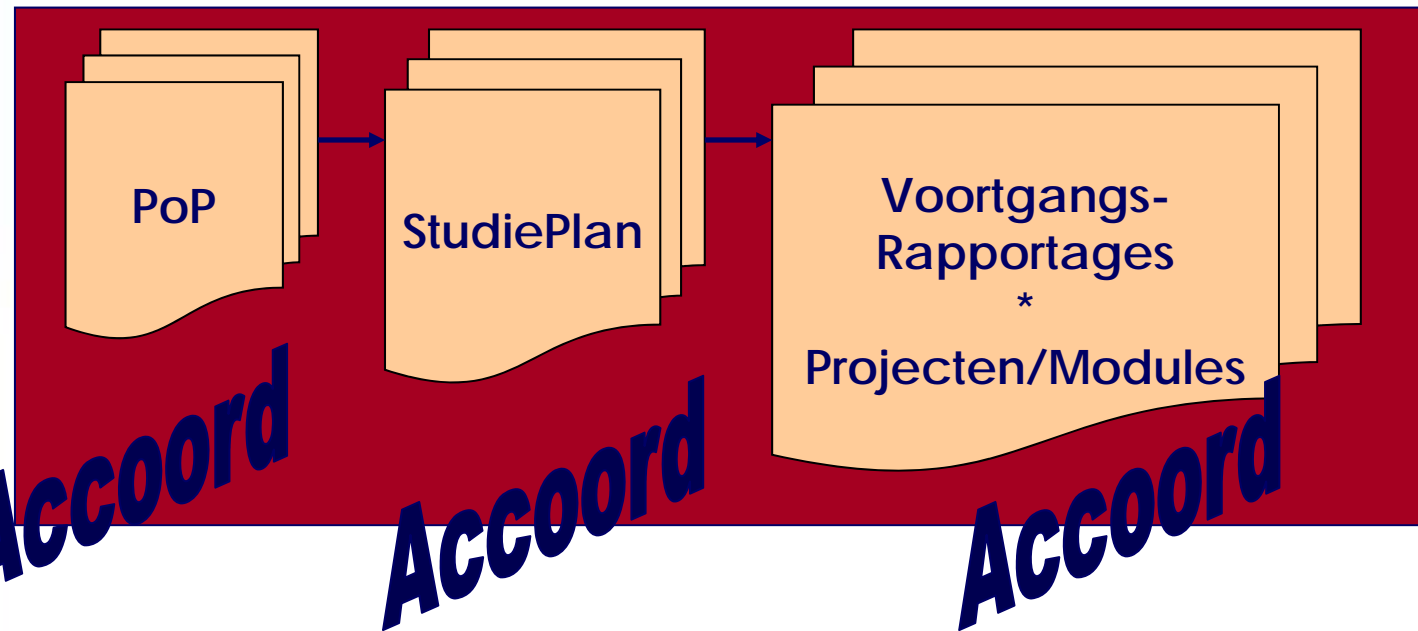 PoP
StudiePlan
Voortgangs-
Rapportages
*
Projecten/Modules
Accoord
Accoord
Accoord